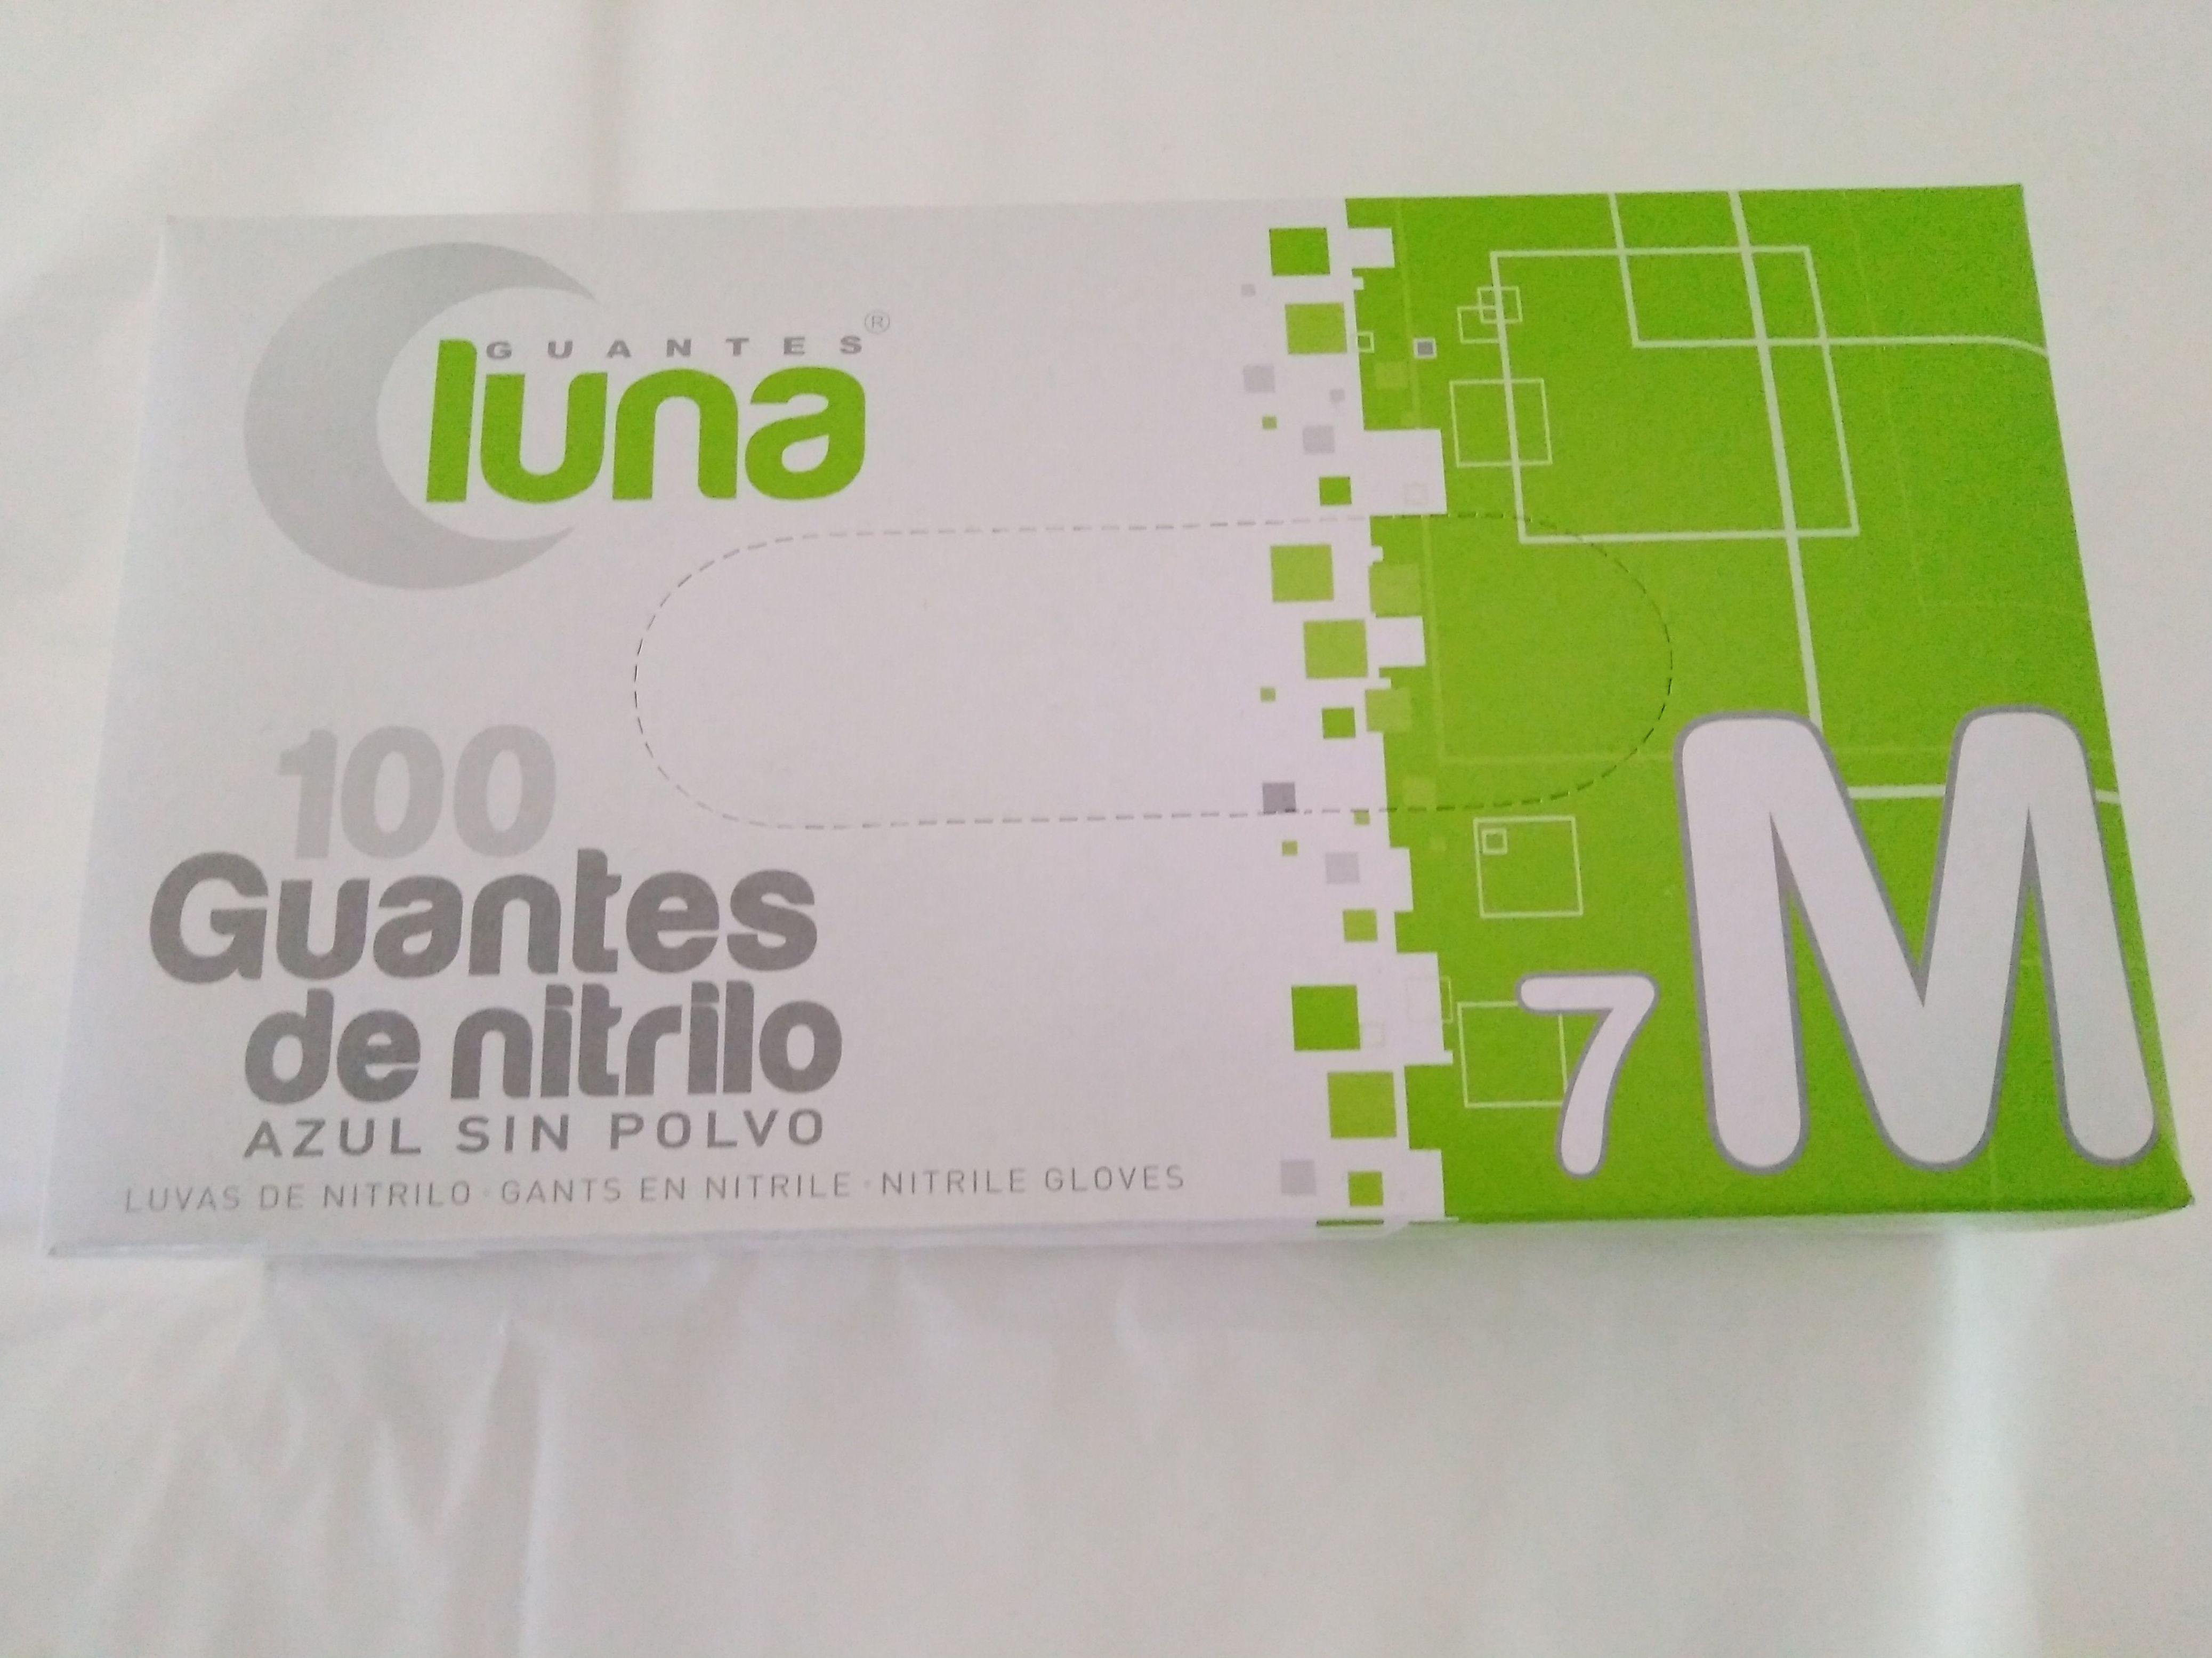 GUANTES®
luna
100
Guantes
de nitrilo
AZUL SIN POLVO
LUVAS DE NITRILO · GANTS EN NITRILE · NITRILE GLOVES
7 M